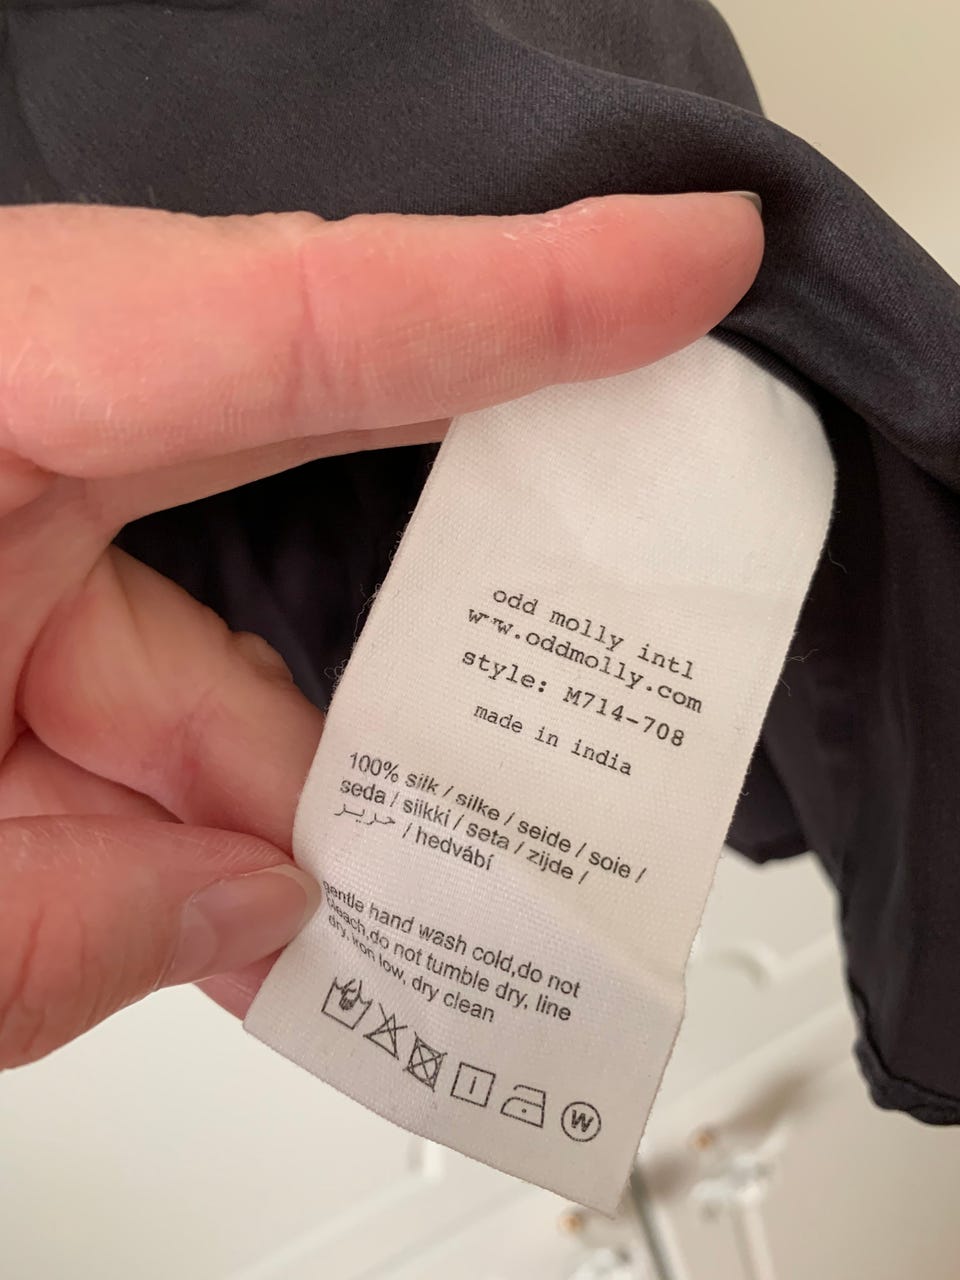 odd molly intl
www.oddmolly.com
style: M714-708
made in india
100% silk / silke / seide / soie /
seda / siikki / seta / zijde /
حرير / hedvábí
gentle hand wash cold,do not
bleach,do not tumble dry, line
dry, iron low, dry clean
W